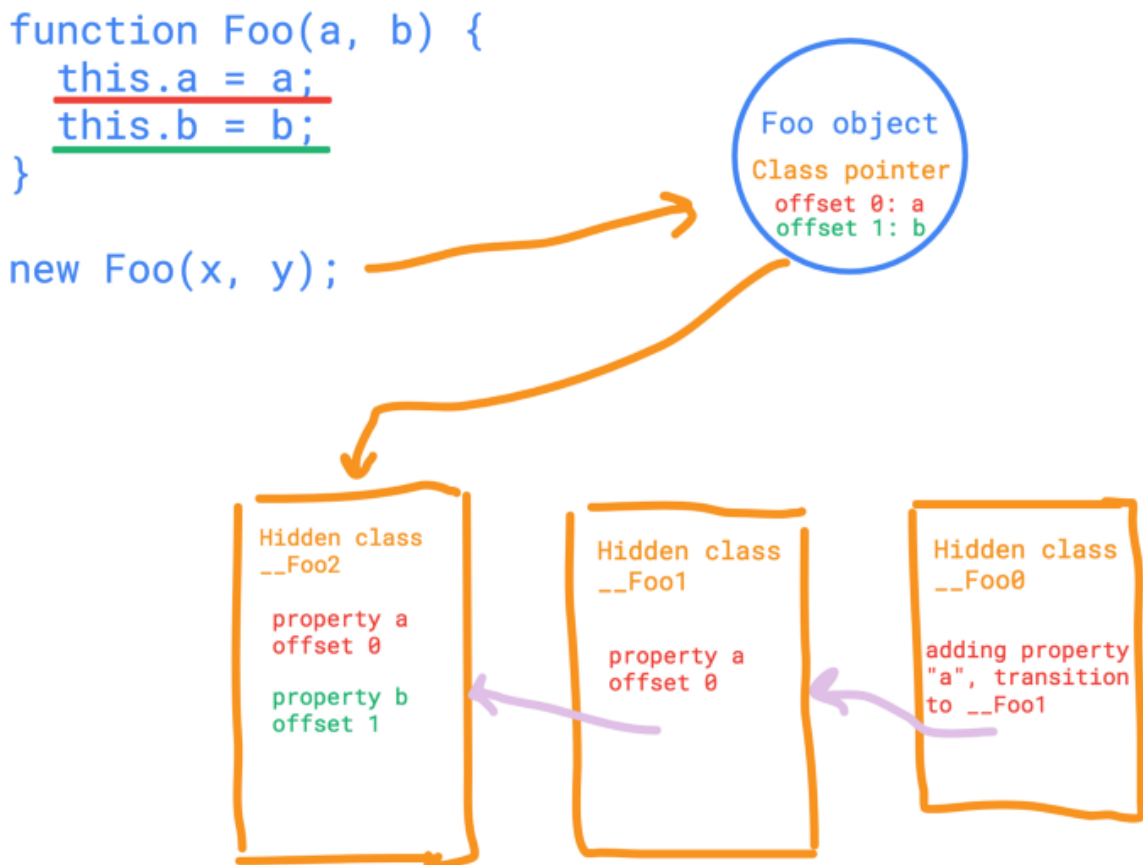 function Foo(a, b) {
this.a = a;
this.b = b;
}
new Foo(x, y);
Foo object
Class pointer
offset 0: a
offset 1: b
Hidden class
__Foo2
property a
offset 0
property b
offset 1
Hidden class
__Foo1
property a
offset 0
Hidden class
__Foo0
adding property
"a", transition
to __Foo1